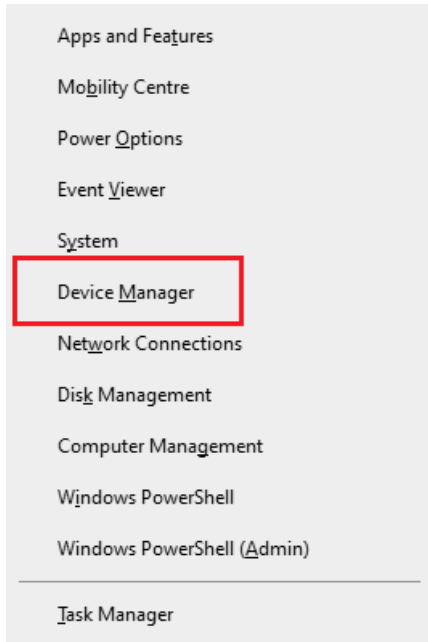 Apps and Features
Mobility Centre
Power Options
Event Viewer
System
Device Manager
Network Connections
Disk Management
Computer Management
Windows PowerShell
Windows PowerShell (Admin)
Task Manager